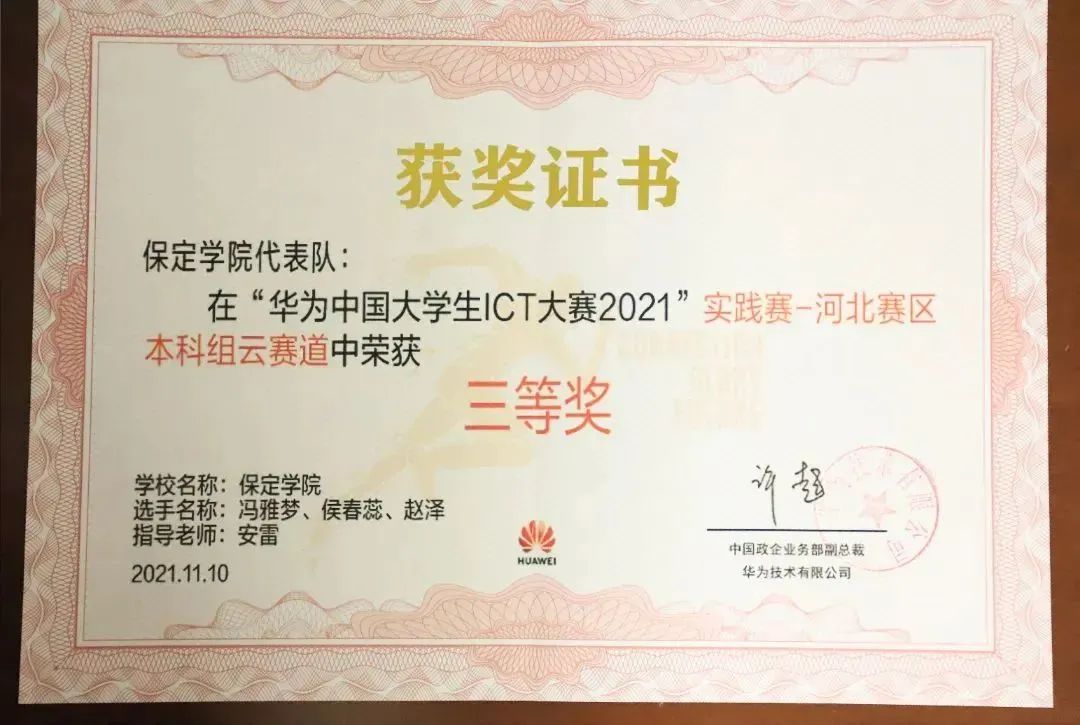 获奖证书
保定学院代表队：
在“华为中国大学生ICT大赛2021”实践赛-河北赛区
本科组云赛道中荣获
三等奖
学校名称：保定学院
选手名称：冯雅梦、侯春蕊、赵泽
指导老师：安雷
2021.11.10
HUAWEI
许超
中国政企业务部副总裁
华为技术有限公司